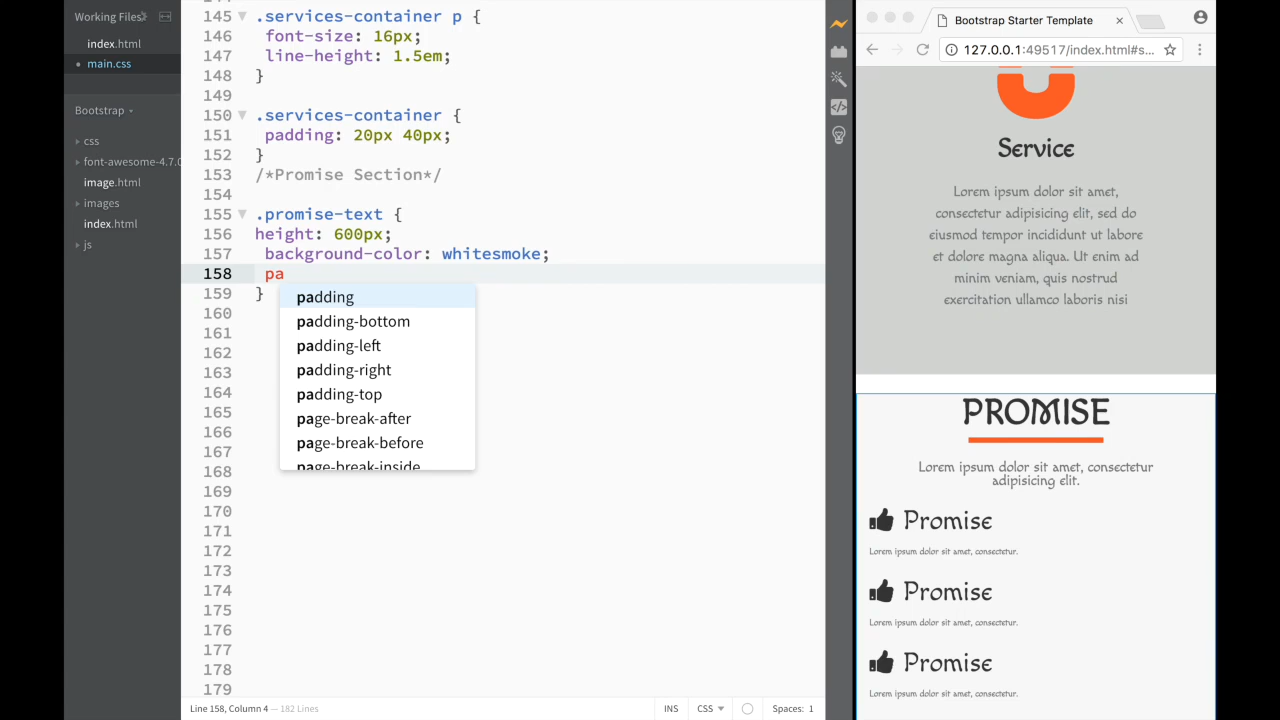 Working Files
index.html
main.css
Bootstrap
css
font-awesome-4.7.0
image.html
images
index.html
js
145 .services-container p {
146 font-size: 16px;
147 line-height: 1.5em;
148 }
149
150 .services-container {
151 padding: 20px 40px;
152 }
153 /*Promise Section*/
154
155 .promise-text {
156 height: 600px;
157 background-color: whitesmoke;
158 pa
159 }
160
161
162
163
164
165
166
167
168
169
170
171
172
173
174
175
176
177
178
179
padding
padding-bottom
padding-left
padding-right
padding-top
page-break-after
page-break-before
page-break-inside
Line 158, Column 4 — 182 Lines
INS
CSS
Spaces: 1
Bootstrap Starter Template
127.0.0.1:49517/index.html#s...
Service
Lorem ipsum dolor sit amet,
consectetur adipisicing elit, sed do
eiusmod tempor incididunt ut labore
et dolore magna aliqua. Ut enim ad
minim veniam, quis nostrud
exercitation ullamco laboris nisi
PROMISE
Lorem ipsum dolor sit amet, consectetur
adipisicing elit.
Promise
Lorem ipsum dolor sit amet, consectetur.
Promise
Lorem ipsum dolor sit amet, consectetur.
Promise
Lorem ipsum dolor sit amet, consectetur.